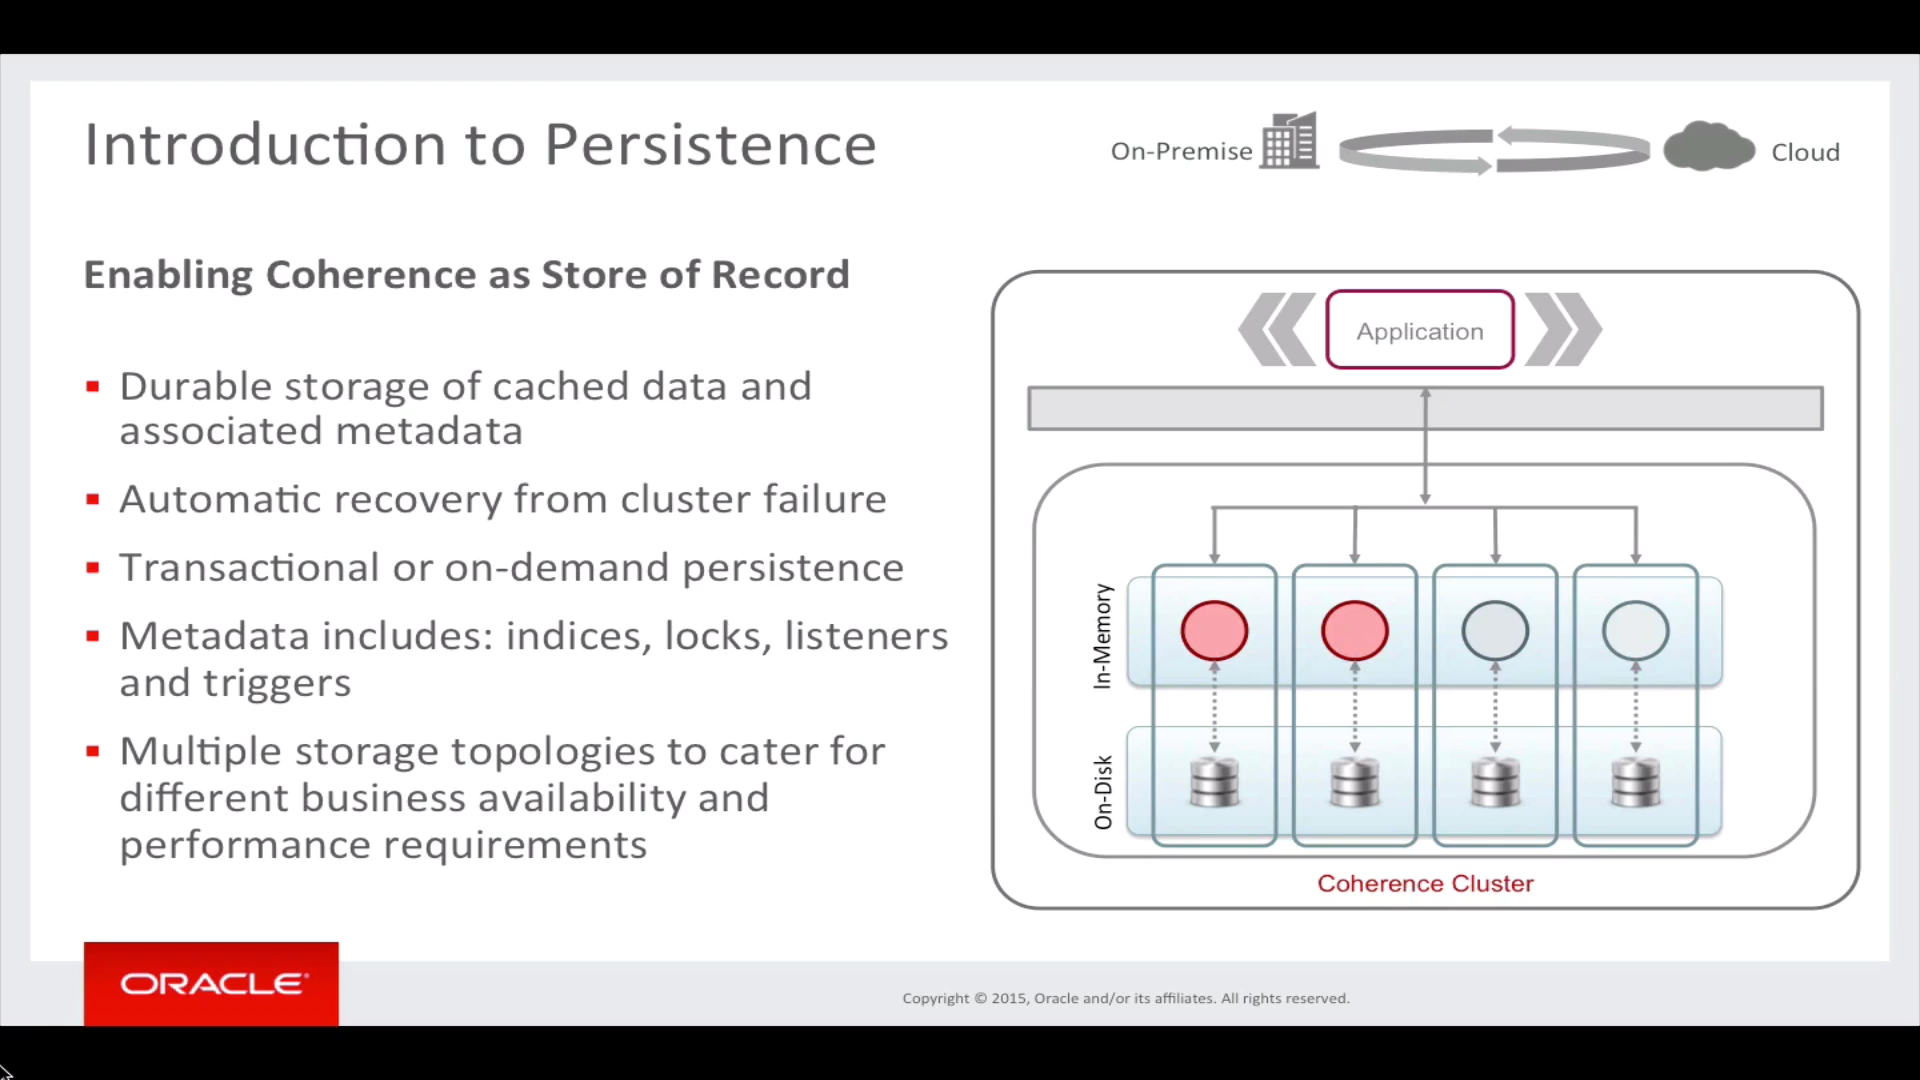 Introduction to Persistence
On-Premise
Cloud
Enabling Coherence as Store of Record
Durable storage of cached data and
associated metadata
Automatic recovery from cluster failure
Transactional or on-demand persistence
Metadata includes: indices, locks, listeners
and triggers
Multiple storage topologies to cater for
different business availability and
performance requirements
Application
In-Memory
On-Disk
Coherence Cluster
ORACLE
Copyright © 2015, Oracle and/or its affiliates. All rights reserved.